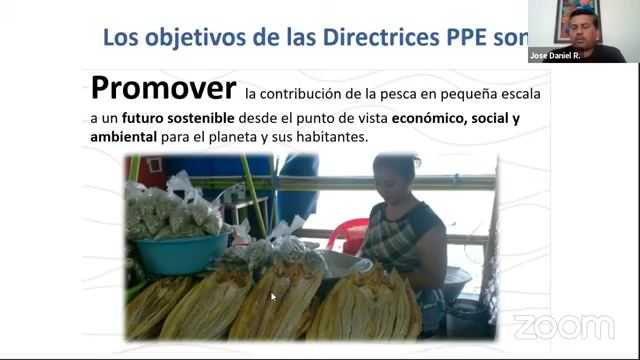 Los objetivos de las Directrices PPE son
Jose Daniel R.
Promover la contribución de la pesca en pequeña escala
a un futuro sostenible desde el punto de vista económico, social y
ambiental para el planeta y sus habitantes.
zoom